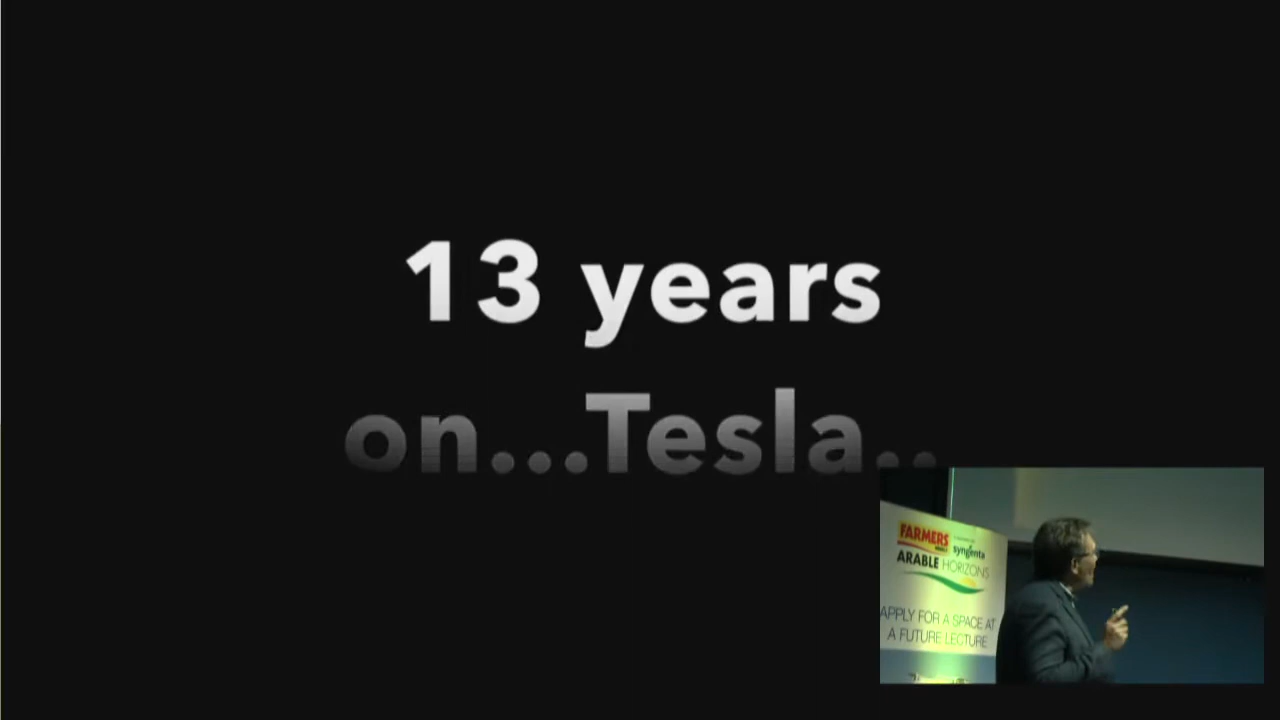 13 years
on...Tesla..
FARMERS
syngenta
ARABLE HORIZONS
APPLY FOR A SPACE AT
A FUTURE LECTURE